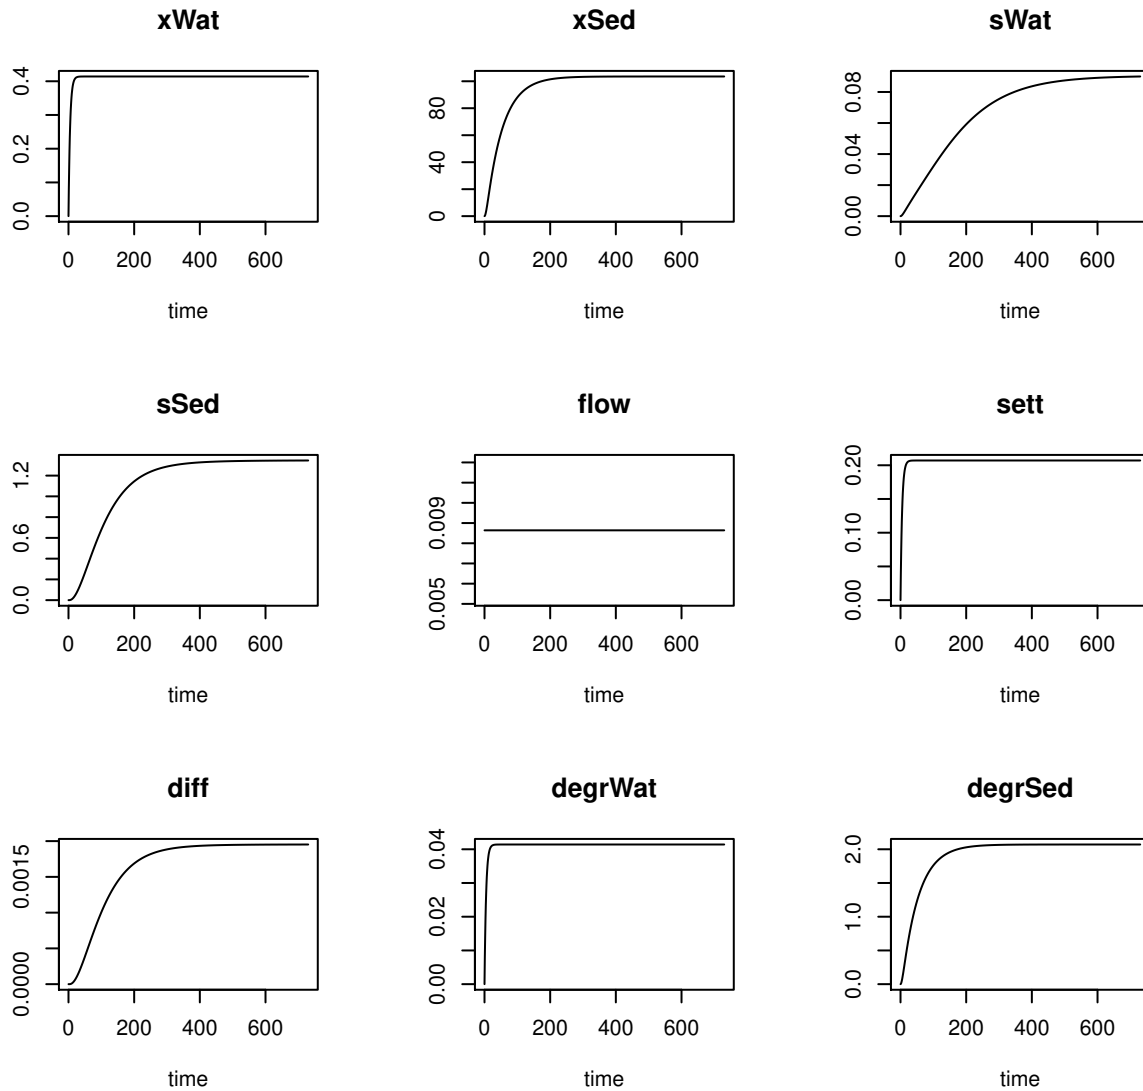 xWat
xSed
sWat
0.0 0.2 0.4
0 40 80
0.00 0.04 0.08
0 200 400 600
0 200 400 600
0 200 400 600
time
time
time
sSed
flow
sett
0.0 0.6 1.2
0.005 0.009
0.00 0.10 0.20
0 200 400 600
0 200 400 600
0 200 400 600
time
time
time
diff
degrWat
degrSed
0.0000 0.0015
0.00 0.02 0.04
0.0 1.0 2.0
0 200 400 600
0 200 400 600
0 200 400 600
time
time
time